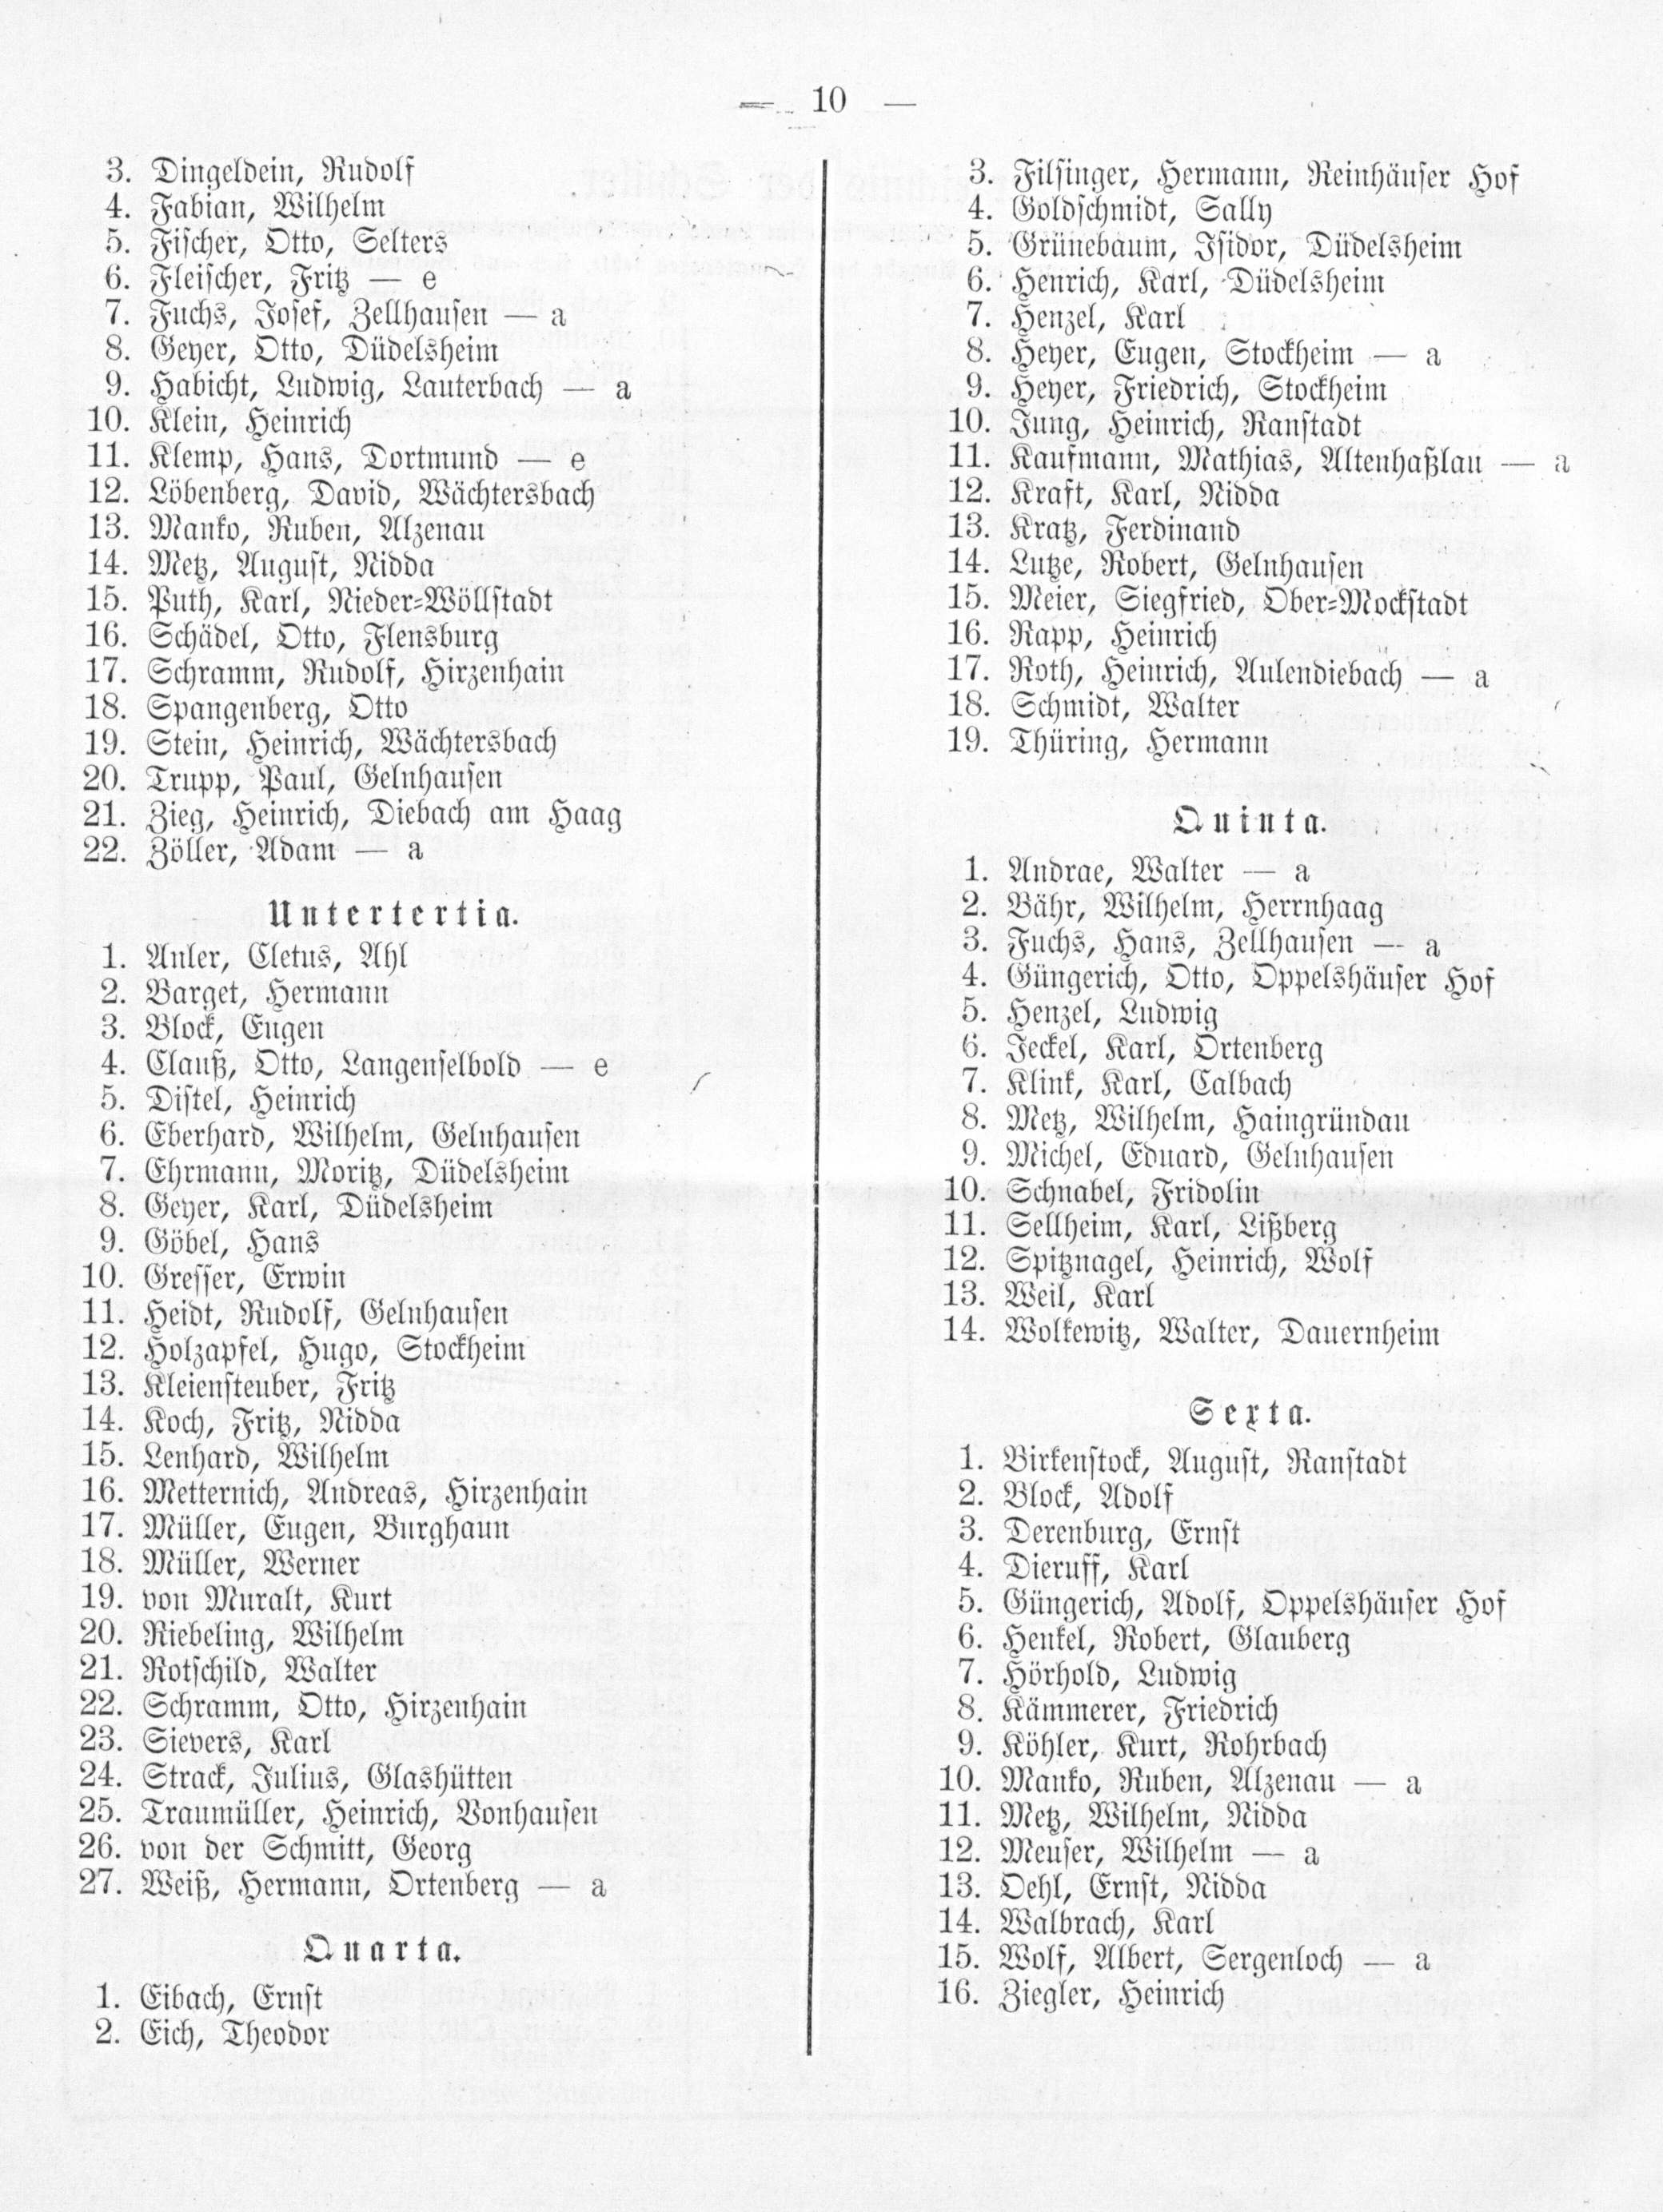 — 10 —
3. Dingeldein, Rudolf
4. Fabian, Wilhelm
5. Fischer, Otto, Selters
6. Fleischer, Fritz — e
7. Fuchs, Josef, Zellhausen — a
8. Geyer, Otto, Düdelsheim
9. Habicht, Ludwig, Lauterbach — a
10. Klein, Heinrich
11. Klemp, Hans, Dortmund — e
12. Löbenberg, David, Wächtersbach
13. Manko, Ruben, Alzenau
14. Metz, August, Nidda
15. Puth, Karl, Nieder-Wöllstadt
16. Schädel, Otto, Flensburg
17. Schramm, Rudolf, Hirzenhain
18. Spangenberg, Otto
19. Stein, Heinrich, Wächtersbach
20. Trupp, Paul, Gelnhausen
21. Zieg, Heinrich, Diebach am Haag
22. Zöller, Adam — a
Untertertia.
1. Anler, Cletus, Ahl
2. Barget, Hermann
3. Block, Eugen
4. Clauß, Otto, Langenselbold — e
5. Distel, Heinrich
6. Eberhard, Wilhelm, Gelnhausen
7. Ehrmann, Moritz, Düdelsheim
8. Geyer, Karl, Düdelsheim
9. Göbel, Hans
10. Gresser, Erwin
11. Heidt, Rudolf, Gelnhausen
12. Holzapfel, Hugo, Stockheim
13. Kleiensteuber, Fritz
14. Koch, Fritz, Nidda
15. Lenhard, Wilhelm
16. Metternich, Andreas, Hirzenhain
17. Müller, Eugen, Burghaun
18. Müller, Werner
19. von Muralt, Kurt
20. Riebeling, Wilhelm
21. Rotschild, Walter
22. Schramm, Otto, Hirzenhain
23. Sievers, Karl
24. Strack, Julius, Glashütten
25. Traumüller, Heinrich, Vonhausen
26. von der Schmitt, Georg
27. Weiß, Hermann, Ortenberg — a
Quarta.
1. Eibach, Ernst
2. Eich, Theodor
3. Filsinger, Hermann, Reinhäuser Hof
4. Goldschmidt, Sally
5. Grünebaum, Isidor, Düdelsheim
6. Henrich, Karl, Düdelsheim
7. Henzel, Karl
8. Heyer, Eugen, Stockheim — a
9. Heyer, Friedrich, Stockheim
10. Jung, Heinrich, Ranstadt
11. Kaufmann, Mathias, Altenhaßlau — a
12. Kraft, Karl, Nidda
13. Kratz, Ferdinand
14. Lutze, Robert, Gelnhausen
15. Meier, Siegfried, Ober-Mockstadt
16. Rapp, Heinrich
17. Roth, Heinrich, Aulendiebach — a
18. Schmidt, Walter
19. Thüring, Hermann
Quinta.
1. Andrae, Walter — a
2. Bähr, Wilhelm, Herrnhaag
3. Fuchs, Hans, Zellhausen — a
4. Güngerich, Otto, Oppelshäuser Hof
5. Henzel, Ludwig
6. Jeckel, Karl, Ortenberg
7. Klink, Karl, Calbach
8. Metz, Wilhelm, Haingründau
9. Michel, Eduard, Gelnhausen
10. Schnabel, Fridolin
11. Sellheim, Karl, Lißberg
12. Spitznagel, Heinrich, Wolf
13. Weil, Karl
14. Wolkewitz, Walter, Dauernheim
Sexta.
1. Birkenstock, August, Ranstadt
2. Block, Adolf
3. Derenburg, Ernst
4. Dieruff, Karl
5. Güngerich, Adolf, Oppelshäuser Hof
6. Henkel, Robert, Glauberg
7. Hörhold, Ludwig
8. Kämmerer, Friedrich
9. Köhler, Kurt, Rohrbach
10. Manko, Ruben, Alzenau — a
11. Metz, Wilhelm, Nidda
12. Meuser, Wilhelm — a
13. Oehl, Ernst, Nidda
14. Walbrach, Karl
15. Wolf, Albert, Sergenloch — a
16. Ziegler, Heinrich